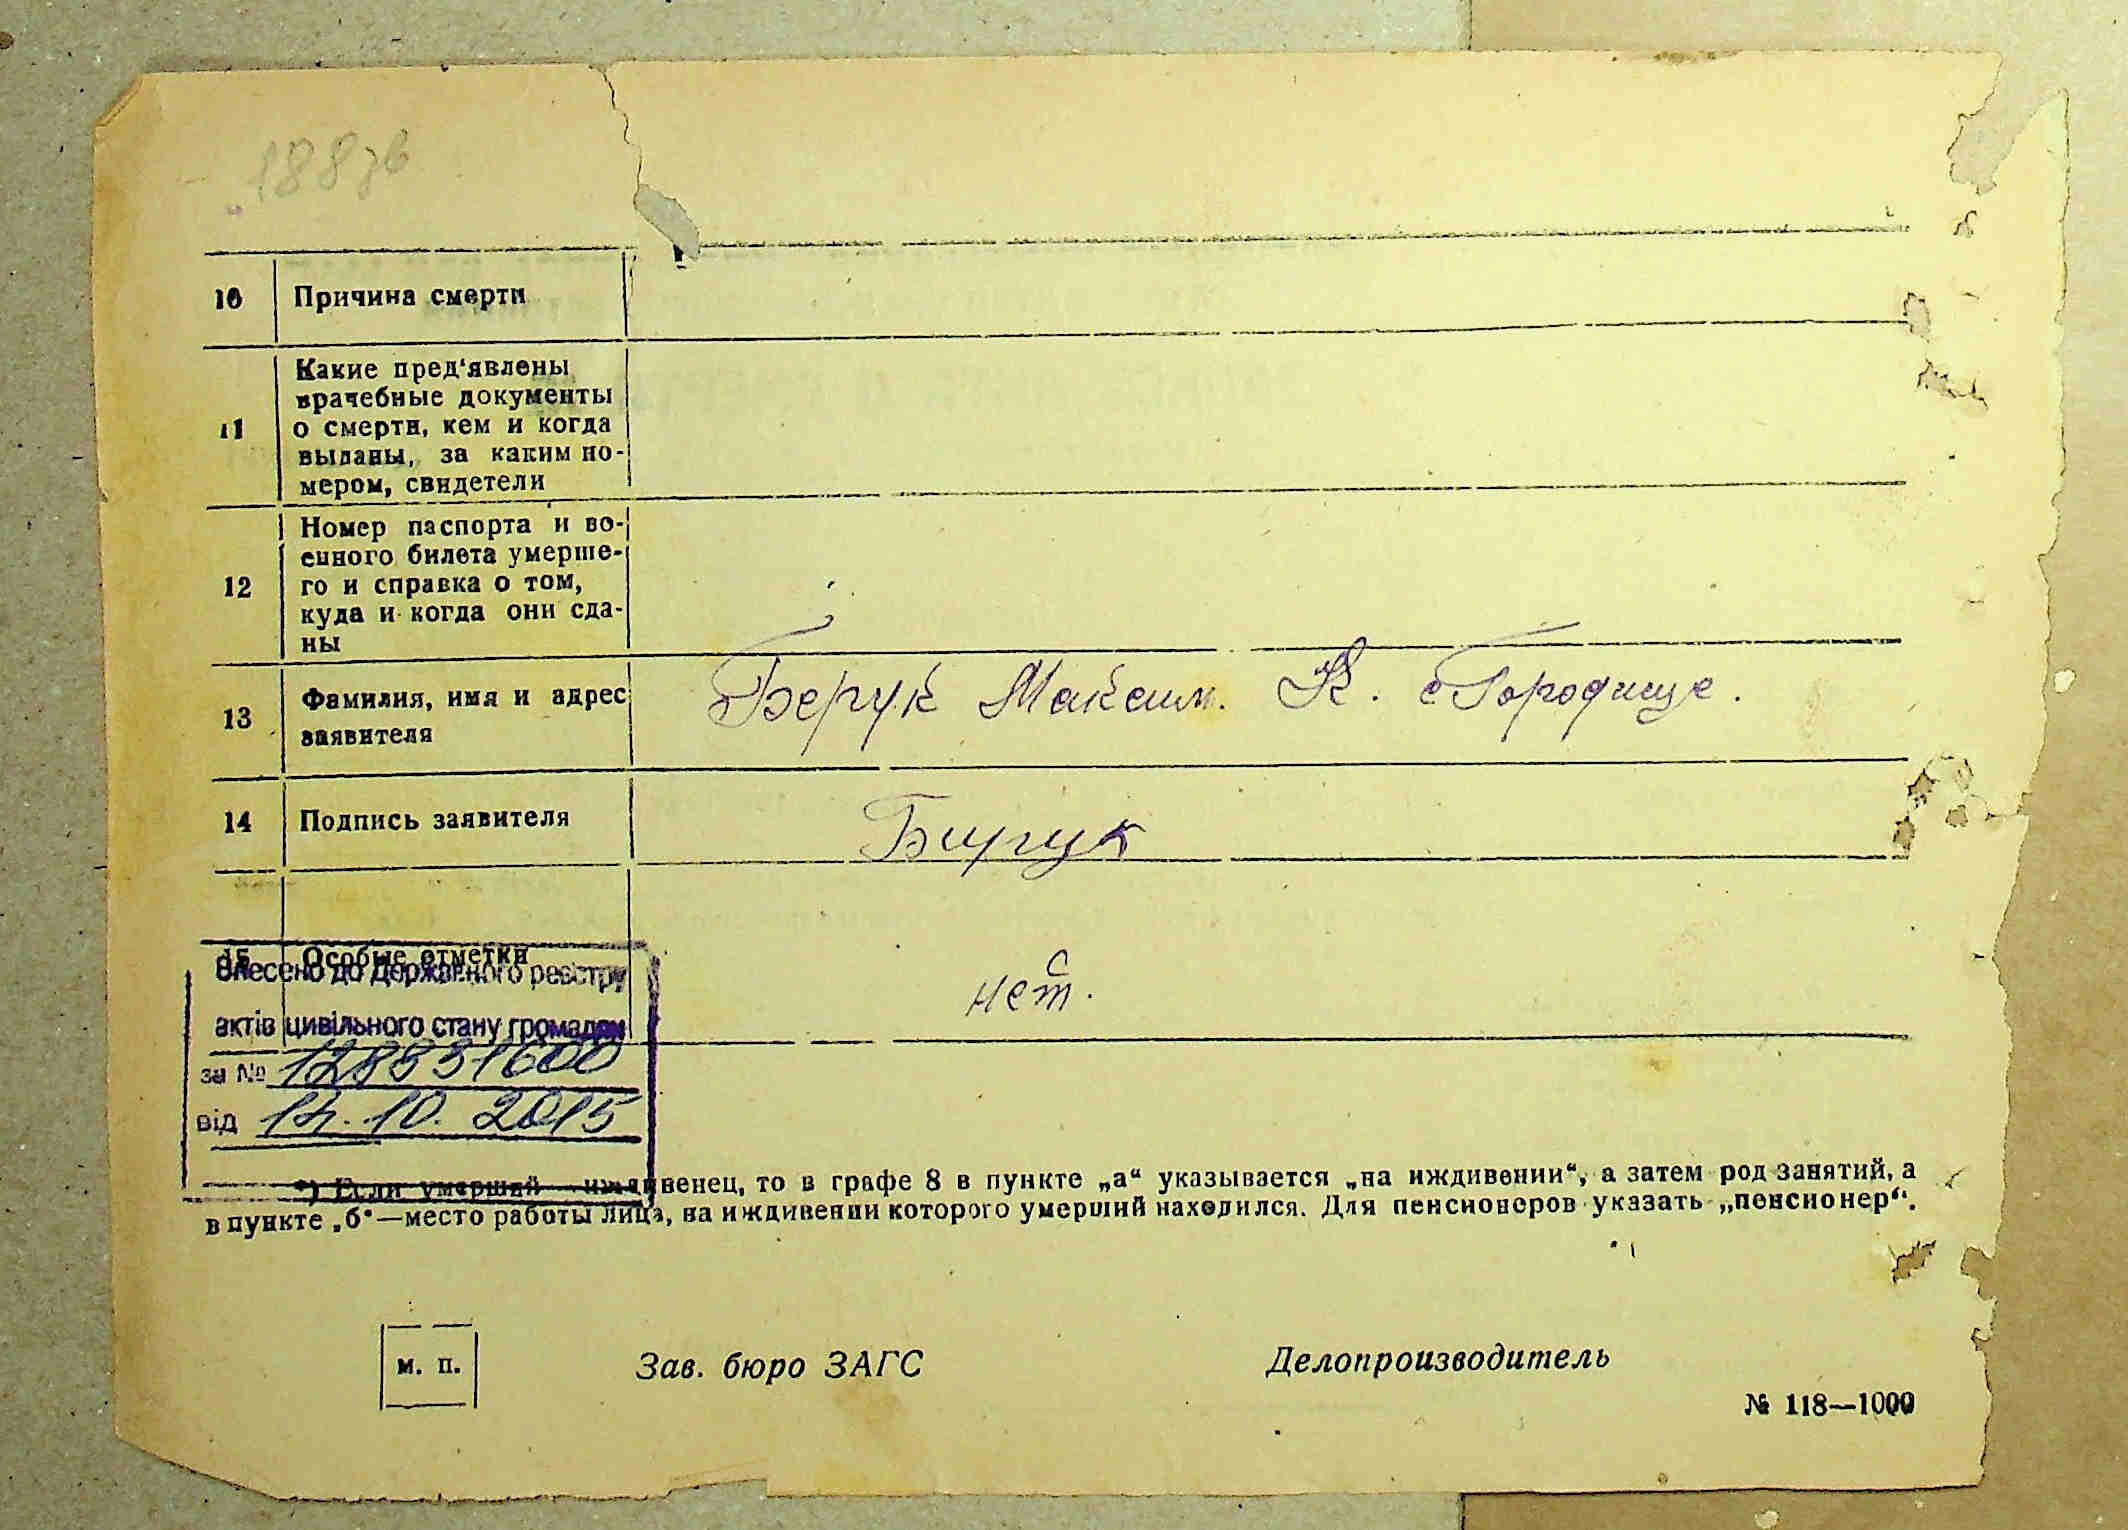 188зв
10 Причина смерти
11 Какие пред‘явлены
врачебные документы
о смерти, кем и когда
выданы, за каким но-
мером, свидетели
12 Номер паспорта и во-
енного билета умерше-
го и справка о том,
куда и когда они сда-
ны
13 Фамилия, имя и адрес
заявителя
Берук Максим. К. с Городище.
14 Подпись заявителя
Бирук
15 Особые отметки
нет.
Внесено до Державного реєстру
актів цивільного стану громадян
за №
від 14.10.2015
*) Если умерший иждивенец, то в графе 8 в пункте „а“ указывается „на иждивении“, а затем род занятий, а
в пункте „б“—место работы лица, на иждивении которого умерший находился. Для пенсионеров указать „пенсионер“.
м. п.
Зав. бюро ЗАГС
Делопроизводитель
№ 118—1000